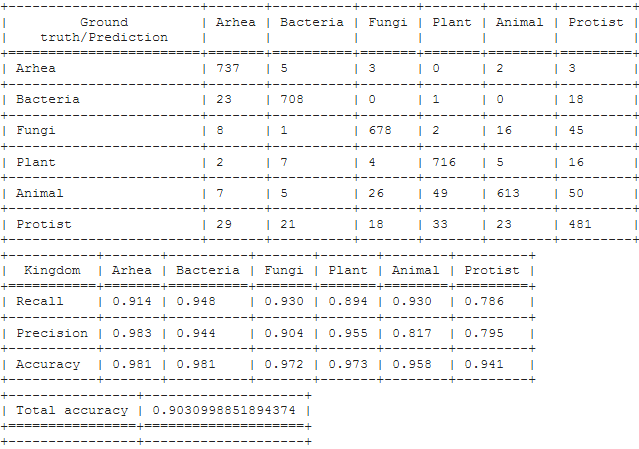 Ground Arhea Bacteria Fungi Plant Animal Protist
truth/Prediction
Arhea 737 5 3 0 2 3
Bacteria 23 708 0 1 0 18
Fungi 8 1 678 2 16 45
Plant 2 7 4 716 5 16
Animal 7 5 26 49 613 50
Protist 29 21 18 33 23 481
Kingdom Arhea Bacteria Fungi Plant Animal Protist
Recall 0.914 0.948 0.930 0.894 0.930 0.786
Precision 0.983 0.944 0.904 0.955 0.817 0.795
Accuracy 0.981 0.981 0.972 0.973 0.958 0.941
Total accuracy 0.9030998851894374